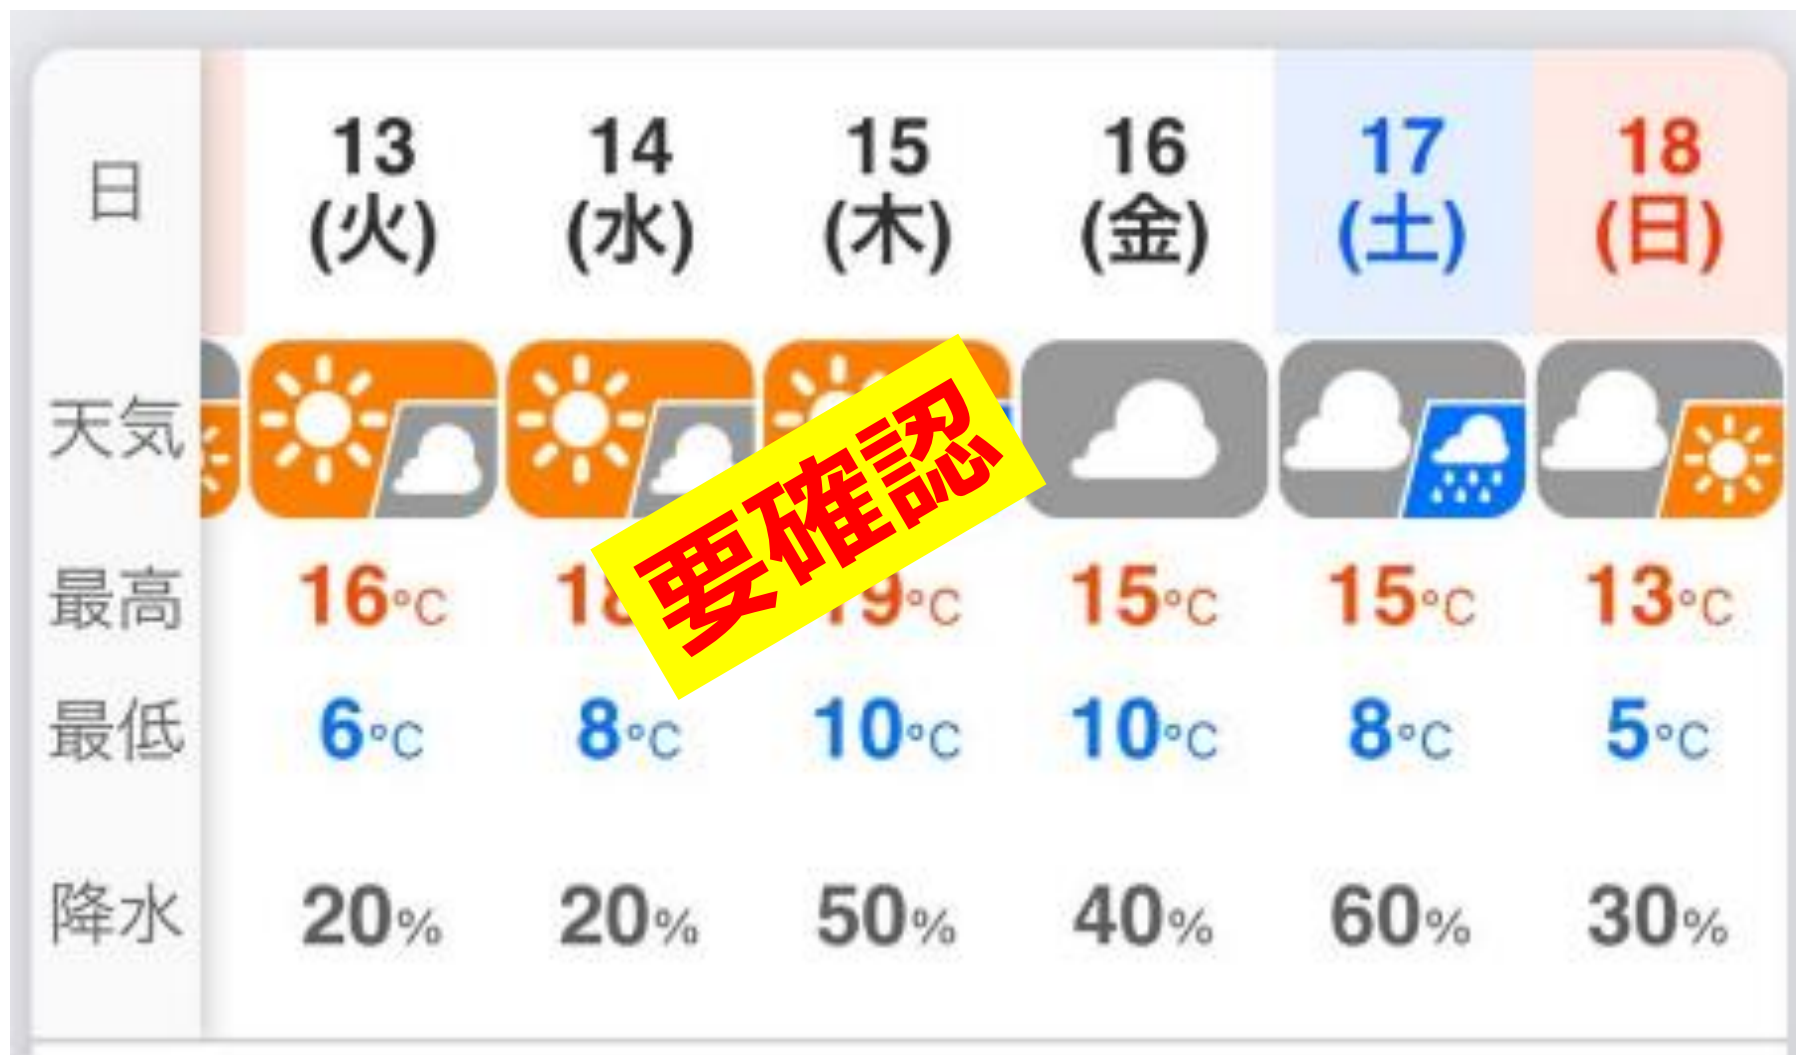 日 13 14 15 16 17 18
(火) (水) (木) (金) (土) (日)
天気
要確認
最高 16°C 19°C 15°C 15°C 13°C
最低 6°C 8°C 10°C 10°C 8°C 5°C
降水 20% 20% 50% 40% 60% 30%